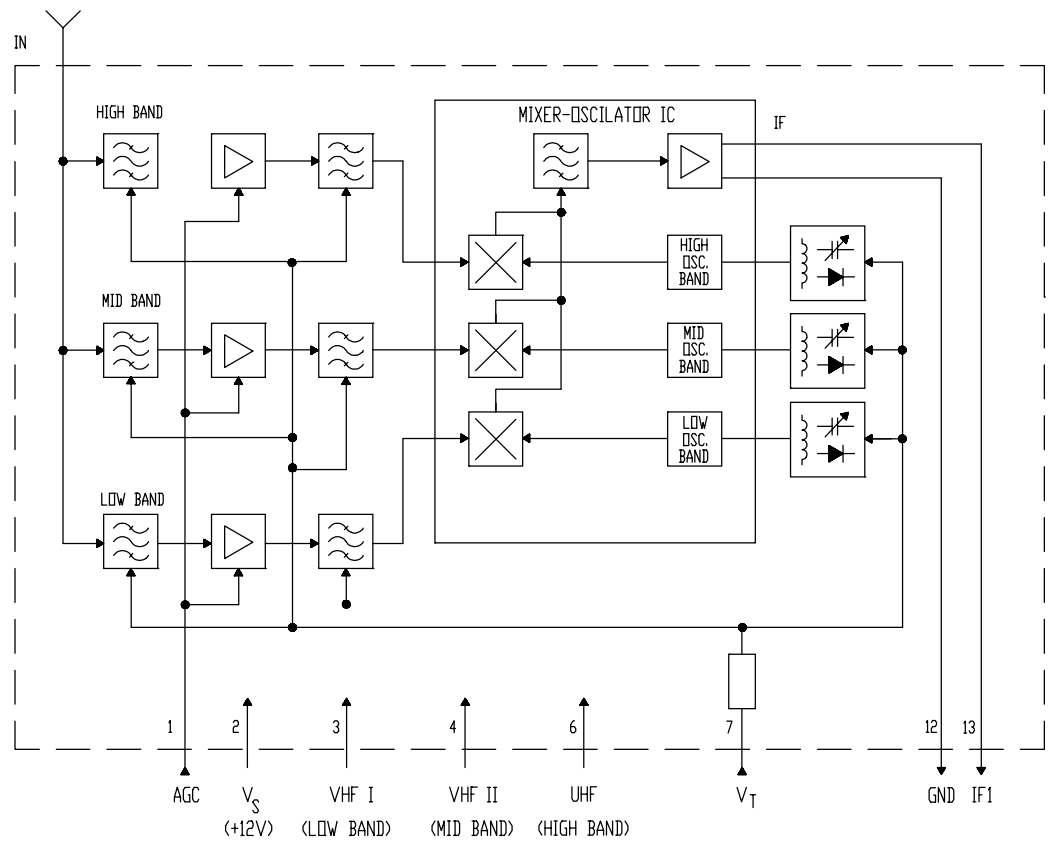 IN
HIGH BAND
MIXER-OSCILATOR IC
IF
HIGH
OSC.
BAND
MID BAND
MID
OSC.
BAND
LOW
OSC.
BAND
LOW BAND
1
2
3
4
6
7
12
13
AGC
VS
(+12V)
VHF I
(LOW BAND)
VHF II
(MID BAND)
UHF
(HIGH BAND)
VT
GND
IF1